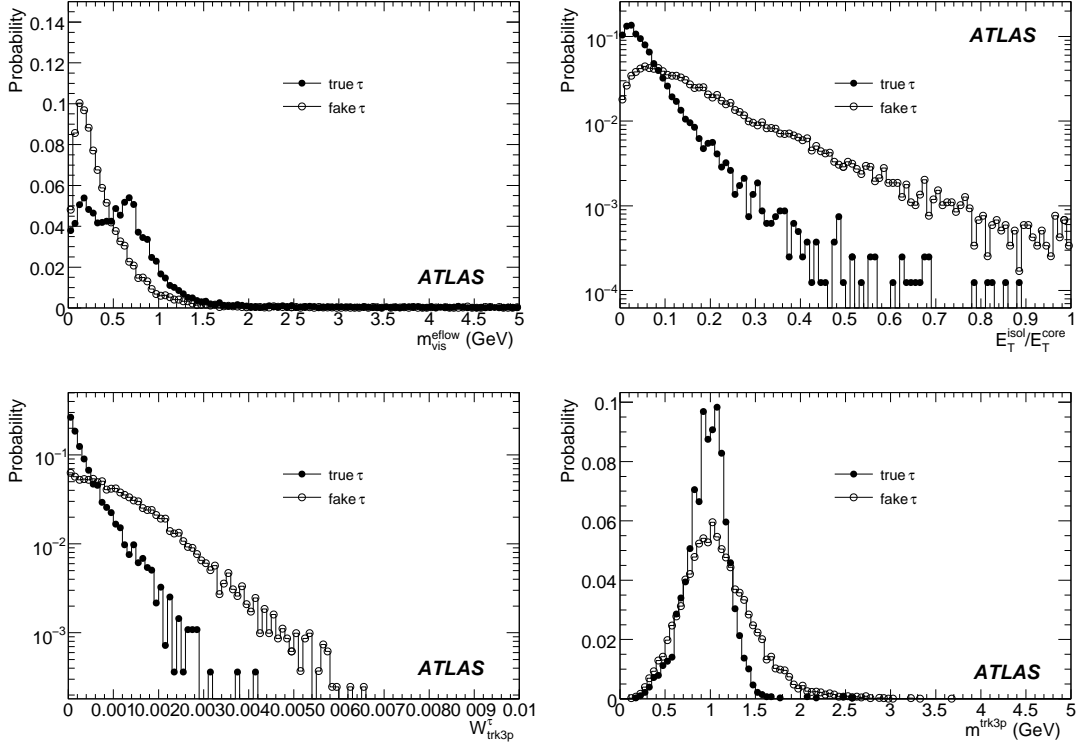 Probability
0.14
0.12
0.1
0.08
0.06
0.04
0.02
0
ATLAS
true τ
fake τ
0 0.5 1 1.5 2 2.5 3 3.5 4 4.5 5
m_vis^eflow (GeV)
Probability
10^-1
10^-2
10^-3
10^-4
ATLAS
true τ
fake τ
0 0.1 0.2 0.3 0.4 0.5 0.6 0.7 0.8 0.9 1
E_T^isol/E_T^core
Probability
10^-1
10^-2
10^-3
true τ
fake τ
ATLAS
0 0.001 0.002 0.003 0.004 0.005 0.006 0.007 0.008 0.009 0.01
W_trk3p^τ
Probability
0.1
0.08
0.06
0.04
0.02
0
true τ
fake τ
ATLAS
0 0.5 1 1.5 2 2.5 3 3.5 4 4.5 5
m^trk3p (GeV)